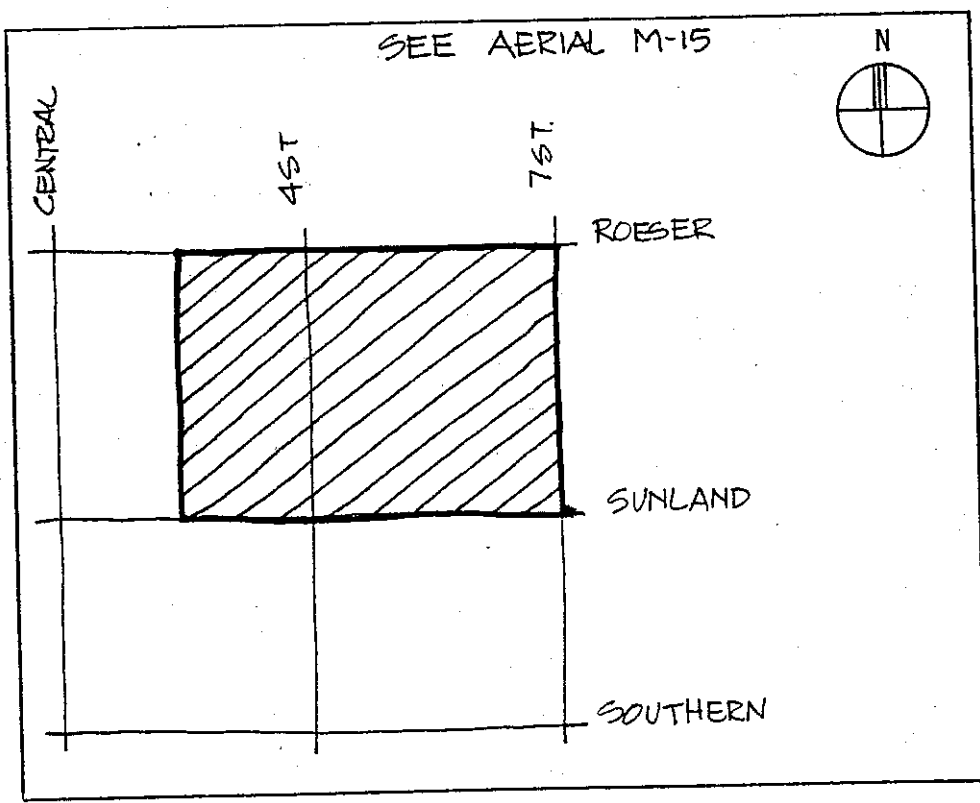 SEE AERIAL M-15
N
CENTRAL
4ST
7ST.
ROESER
SUNLAND
SOUTHERN